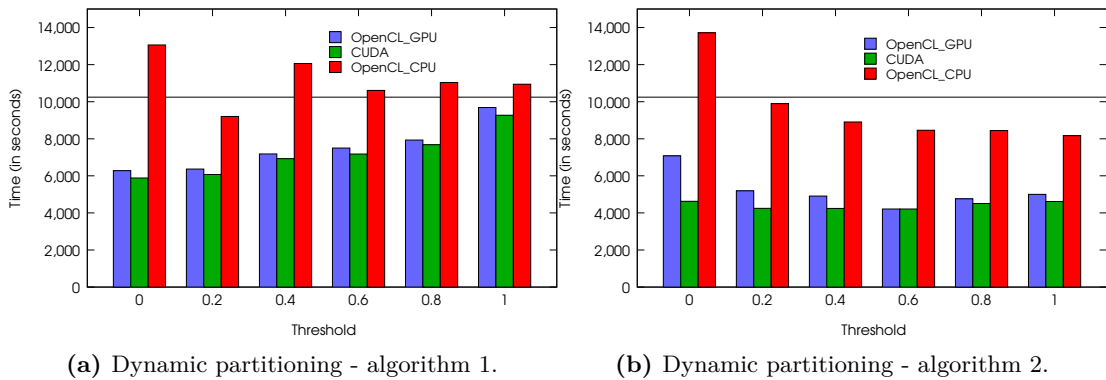 14,000
12,000
10,000
8,000
6,000
4,000
2,000
0
Time (in seconds)
OpenCL_GPU
CUDA
OpenCL_CPU
0 0.2 0.4 0.6 0.8 1
Threshold
(a) Dynamic partitioning - algorithm 1.
14,000
12,000
10,000
8,000
6,000
4,000
2,000
0
Time (in seconds)
OpenCL_GPU
CUDA
OpenCL_CPU
0 0.2 0.4 0.6 0.8 1
Threshold
(b) Dynamic partitioning - algorithm 2.